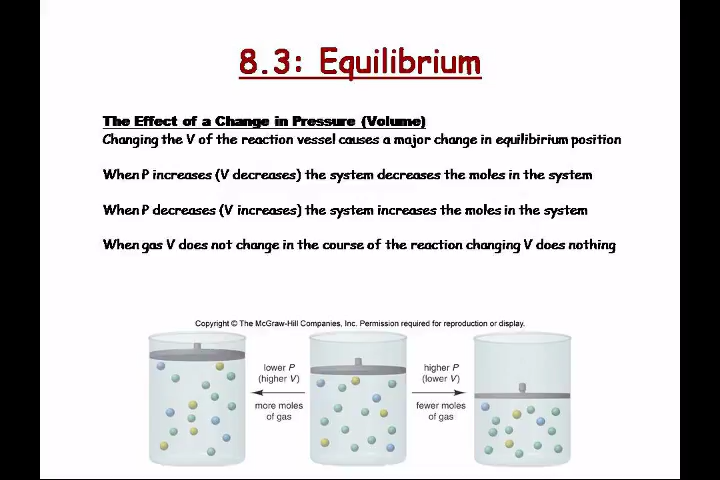 8.3: Equilibrium
The Effect of a Change in Pressure (Volume)
Changing the V of the reaction vessel causes a major change in equilibirium position
When P increases (V decreases) the system decreases the moles in the system
When P decreases (V increases) the system increases the moles in the system
When gas V does not change in the course of the reaction changing V does nothing
Copyright © The McGraw-Hill Companies, Inc. Permission required for reproduction or display.
lower P
(higher V)
more moles
of gas
higher P
(lower V)
fewer moles
of gas